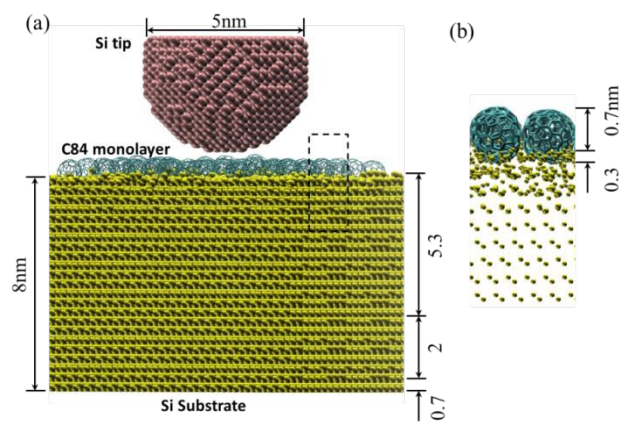 (a)
5nm
Si tip
C84 monolayer
8nm
5.3
2
0.7
Si Substrate
(b)
0.7nm
0.3